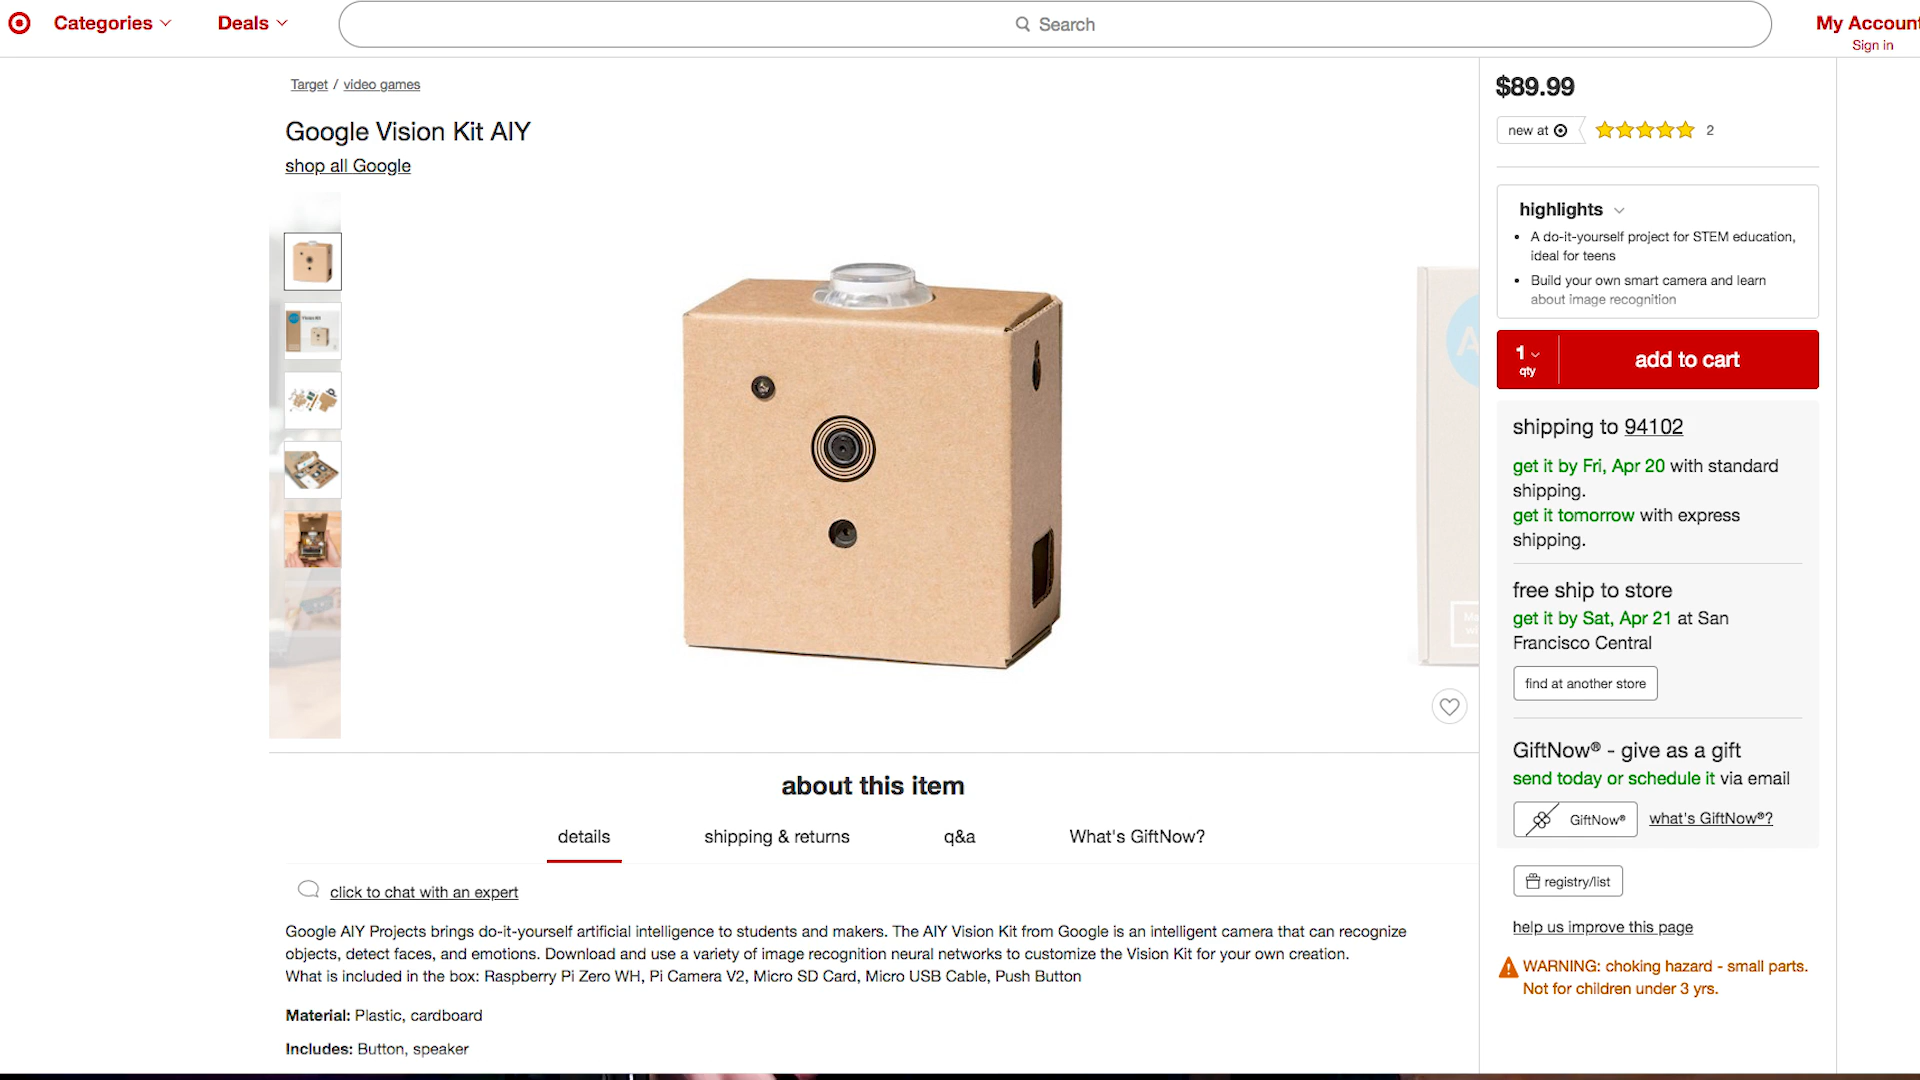 Categories
Deals
Search
My Account
Sign in
Target / video games
Google Vision Kit AIY
shop all Google
$89.99
new at
2
highlights
A do-it-yourself project for STEM education,
ideal for teens
Build your own smart camera and learn
about image recognition
1
qty
add to cart
shipping to 94102
get it by Fri, Apr 20 with standard
shipping.
get it tomorrow with express
shipping.
free ship to store
get it by Sat, Apr 21 at San
Francisco Central
find at another store
GiftNow® - give as a gift
send today or schedule it via email
GiftNow®
what's GiftNow®?
registry/list
help us improve this page
WARNING: choking hazard - small parts.
Not for children under 3 yrs.
about this item
details
shipping & returns
q&a
What's GiftNow?
click to chat with an expert
Google AIY Projects brings do-it-yourself artificial intelligence to students and makers. The AIY Vision Kit from Google is an intelligent camera that can recognize
objects, detect faces, and emotions. Download and use a variety of image recognition neural networks to customize the Vision Kit for your own creation.
What is included in the box: Raspberry Pi Zero WH, Pi Camera V2, Micro SD Card, Micro USB Cable, Push Button
Material: Plastic, cardboard
Includes: Button, speaker